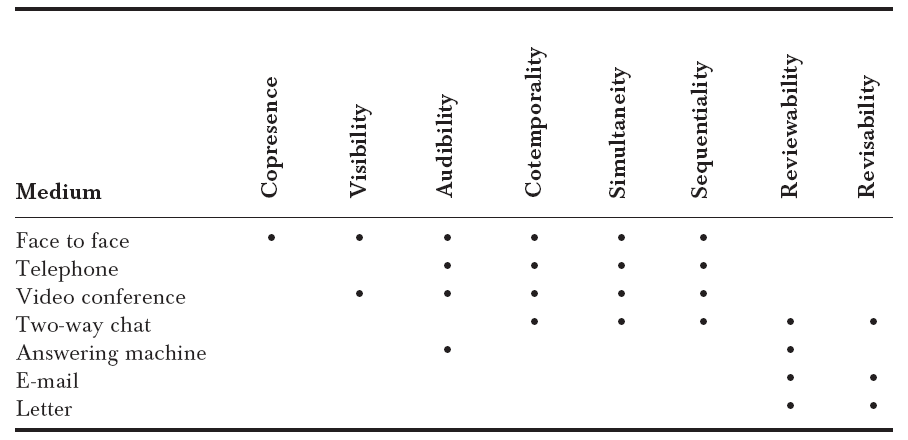 Medium Copresence Visibility Audibility Cotemporality Simultaneity Sequentiality Reviewability Revisability
Face to face • • • • • •
Telephone • • • •
Video conference • • • • •
Two-way chat • • • • •
Answering machine • •
E-mail • •
Letter • •